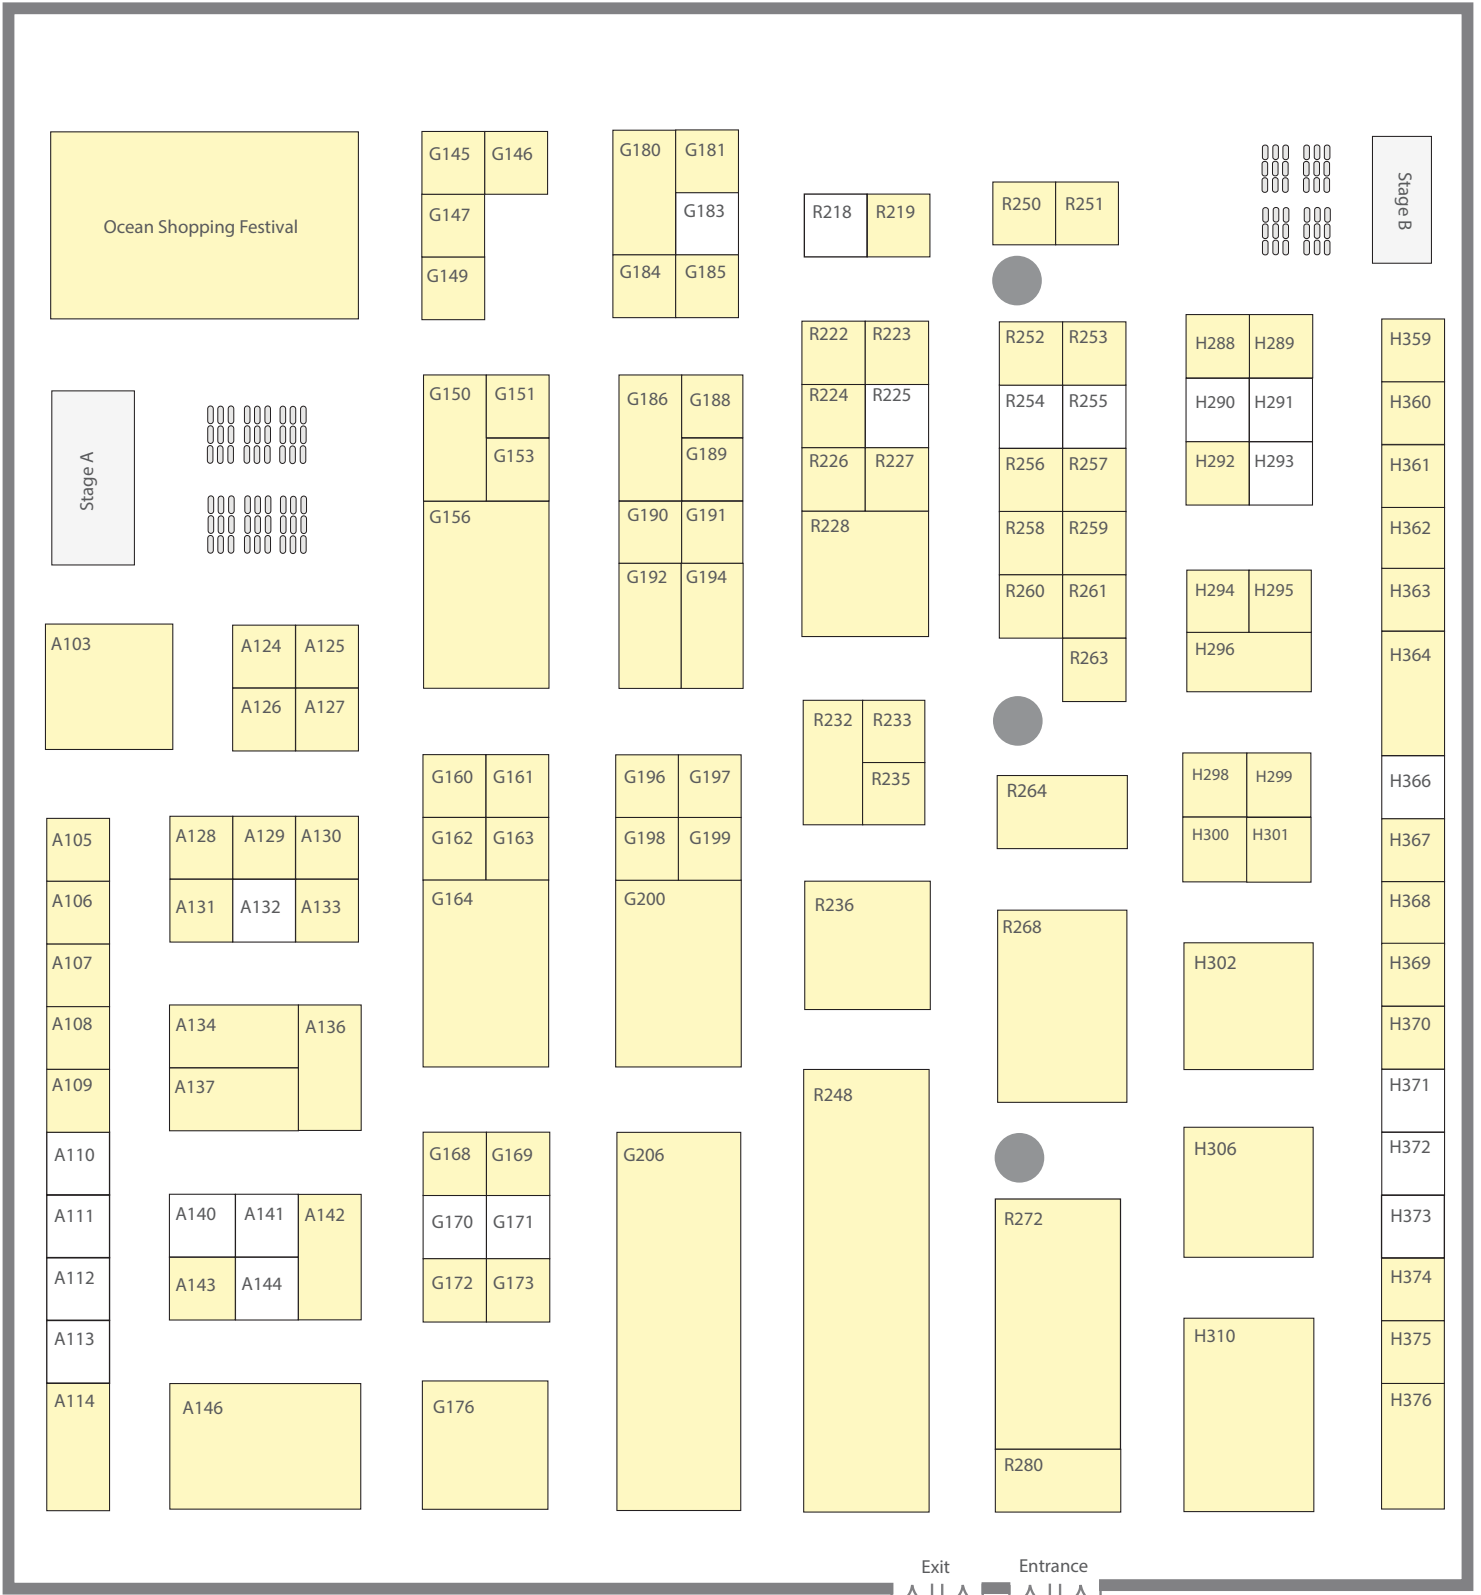 Ocean Shopping Festival
G145
G146
G147
G149
G180
G181
G183
G184
G185
R218
R219
R250
R251
Stage B
Stage A
G150
G151
G153
G156
G186
G188
G189
G190
G191
G192
G194
R222
R223
R224
R225
R226
R227
R228
R252
R253
R254
R255
R256
R257
R258
R259
R260
R261
R263
H288
H289
H290
H291
H292
H293
H294
H295
H296
H359
H360
H361
H362
H363
H364
H366
H367
H368
H369
H370
H371
H372
H373
H374
H375
H376
A103
A124
A125
A126
A127
A105
A106
A107
A108
A109
A110
A111
A112
A113
A114
A128
A129
A130
A131
A132
A133
A134
A136
A137
A140
A141
A142
A143
A144
A146
G160
G161
G162
G163
G164
G168
G169
G170
G171
G172
G173
G176
G196
G197
G198
G199
G200
G206
R232
R233
R235
R236
R248
R264
R268
R272
R280
H298
H299
H300
H301
H302
H306
H310
Exit
Entrance